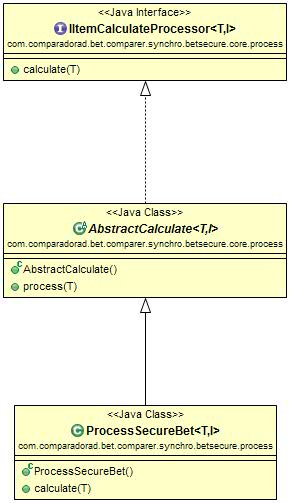 <<Java Interface>>
I IItemCalculateProcessor<T,I>
com.comparadorad.bet.comparer.synchro.betsecure.core.process
calculate(T)
<<Java Class>>
C A AbstractCalculate<T,I>
com.comparadorad.bet.comparer.synchro.betsecure.core.process
C AbstractCalculate()
process(T)
<<Java Class>>
C ProcessSecureBet<T,I>
com.comparadorad.bet.comparer.synchro.betsecure.process
C ProcessSecureBet()
calculate(T)